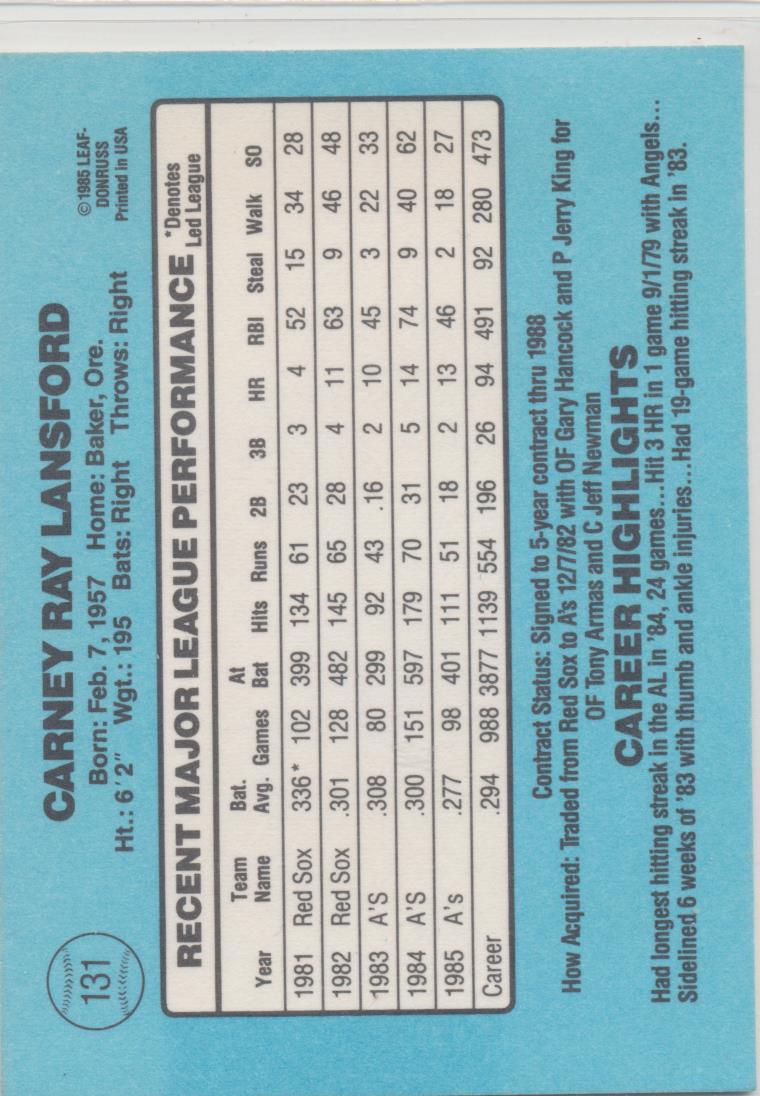 131
CARNEY RAY LANSFORD
Born: Feb. 7, 1957 Home: Baker, Ore.
Ht.: 6'2" Wgt.: 195 Bats: Right Throws: Right
©1985 LEAF-
DONRUSS
Printed in USA
RECENT MAJOR LEAGUE PERFORMANCE
*Denotes
Led League
Year Team Name Bat. Avg. Games At Bat Hits Runs 2B 3B HR RBI Steal Walk SO
1981 Red Sox 336* 102 399 134 61 23 3 4 52 15 34 28
1982 Red Sox .301 128 482 145 65 28 4 11 63 9 46 48
1983 A'S .308 80 299 92 43 .16 2 10 45 3 22 33
1984 A'S .300 151 597 179 70 31 5 14 74 9 40 62
1985 A's .277 98 401 111 51 18 2 13 46 2 18 27
Career .294 988 3877 1139 554 196 26 94 491 92 280 473
Contract Status: Signed to 5-year contract thru 1988
How Acquired: Traded from Red Sox to A's 12/7/82 with OF Gary Hancock and P Jerry King for
OF Tony Armas and C Jeff Newman
CAREER HIGHLIGHTS
Had longest hitting streak in the AL in '84, 24 games...Hit 3 HR in 1 game 9/1/79 with Angels...
Sidelined 6 weeks of '83 with thumb and ankle injuries...Had 19-game hitting streak in '83.